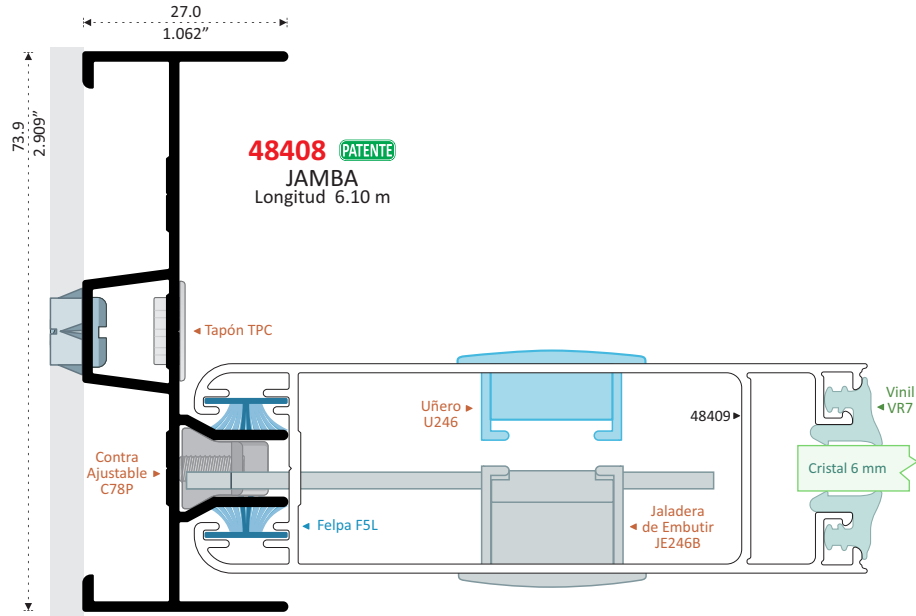 27.0
1.062”
73.9
2.909”
48408 PATENTE
JAMBA
Longitud 6.10 m
Tapón TPC
Uñero
U246
48409
Vinil
VR7
Contra
Ajustable
C78P
Cristal 6 mm
Felpa F5L
Jaladera
de Embutir
JE246B